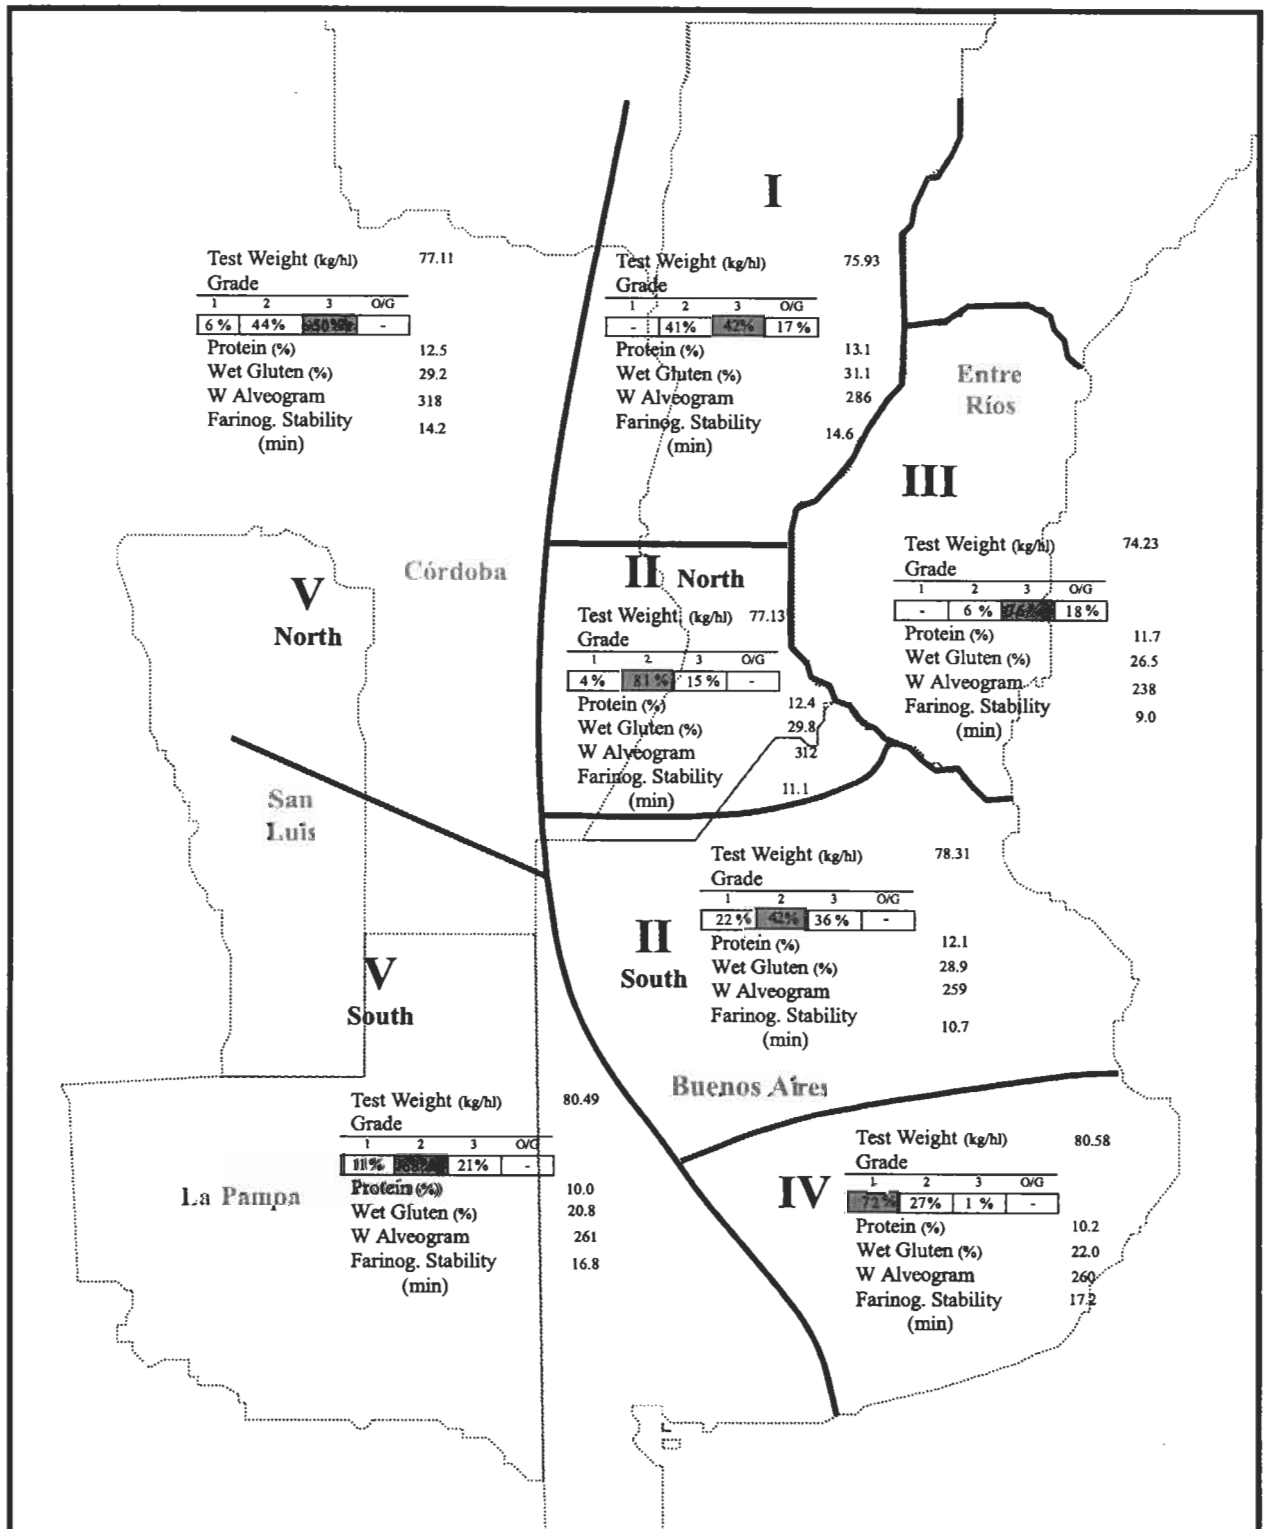 I
Test Weight (kg/hl) 77.11
Grade
1 2 3 O/G
6 % 44% 50% -
Protein (%) 12.5
Wet Gluten (%) 29.2
W Alveogram 318
Farinog. Stability 14.2
(min)
Test Weight (kg/hl) 75.93
Grade
1 2 3 O/G
- 41% 42% 17 %
Protein (%) 13.1
Wet Gluten (%) 31.1
W Alveogram 286
Farinog. Stability 14.6
(min)
Entre
Ríos
III
Test Weight (kg/hl) 74.23
Grade
1 2 3 O/G
- 6 % 76% 18 %
Protein (%) 11.7
Wet Gluten (%) 26.5
W Alveogram 238
Farinog. Stability 9.0
(min)
Córdoba
V
North
II North
Test Weight (kg/hl) 77.13
Grade
1 2 3 O/G
4 % 81 % 15 % -
Protein (%) 12.4
Wet Gluten (%) 29.8
W Alveogram 312
Farinog. Stability 11.1
(min)
San
Luis
Test Weight (kg/hl) 78.31
Grade
1 2 3 O/G
22 % 42% 36 % -
Protein (%) 12.1
Wet Gluten (%) 28.9
W Alveogram 259
Farinog. Stability 10.7
(min)
II
South
V
South
Buenos Aires
Test Weight (kg/hl) 80.49
Grade
1 2 3 O/G
11% 68% 21% -
Protein (%) 10.0
Wet Gluten (%) 20.8
W Alveogram 261
Farinog. Stability 16.8
(min)
La Pampa
IV
Test Weight (kg/hl) 80.58
Grade
1 2 3 O/G
72% 27% 1 % -
Protein (%) 10.2
Wet Gluten (%) 22.0
W Alveogram 260
Farinog. Stability 17.2
(min)